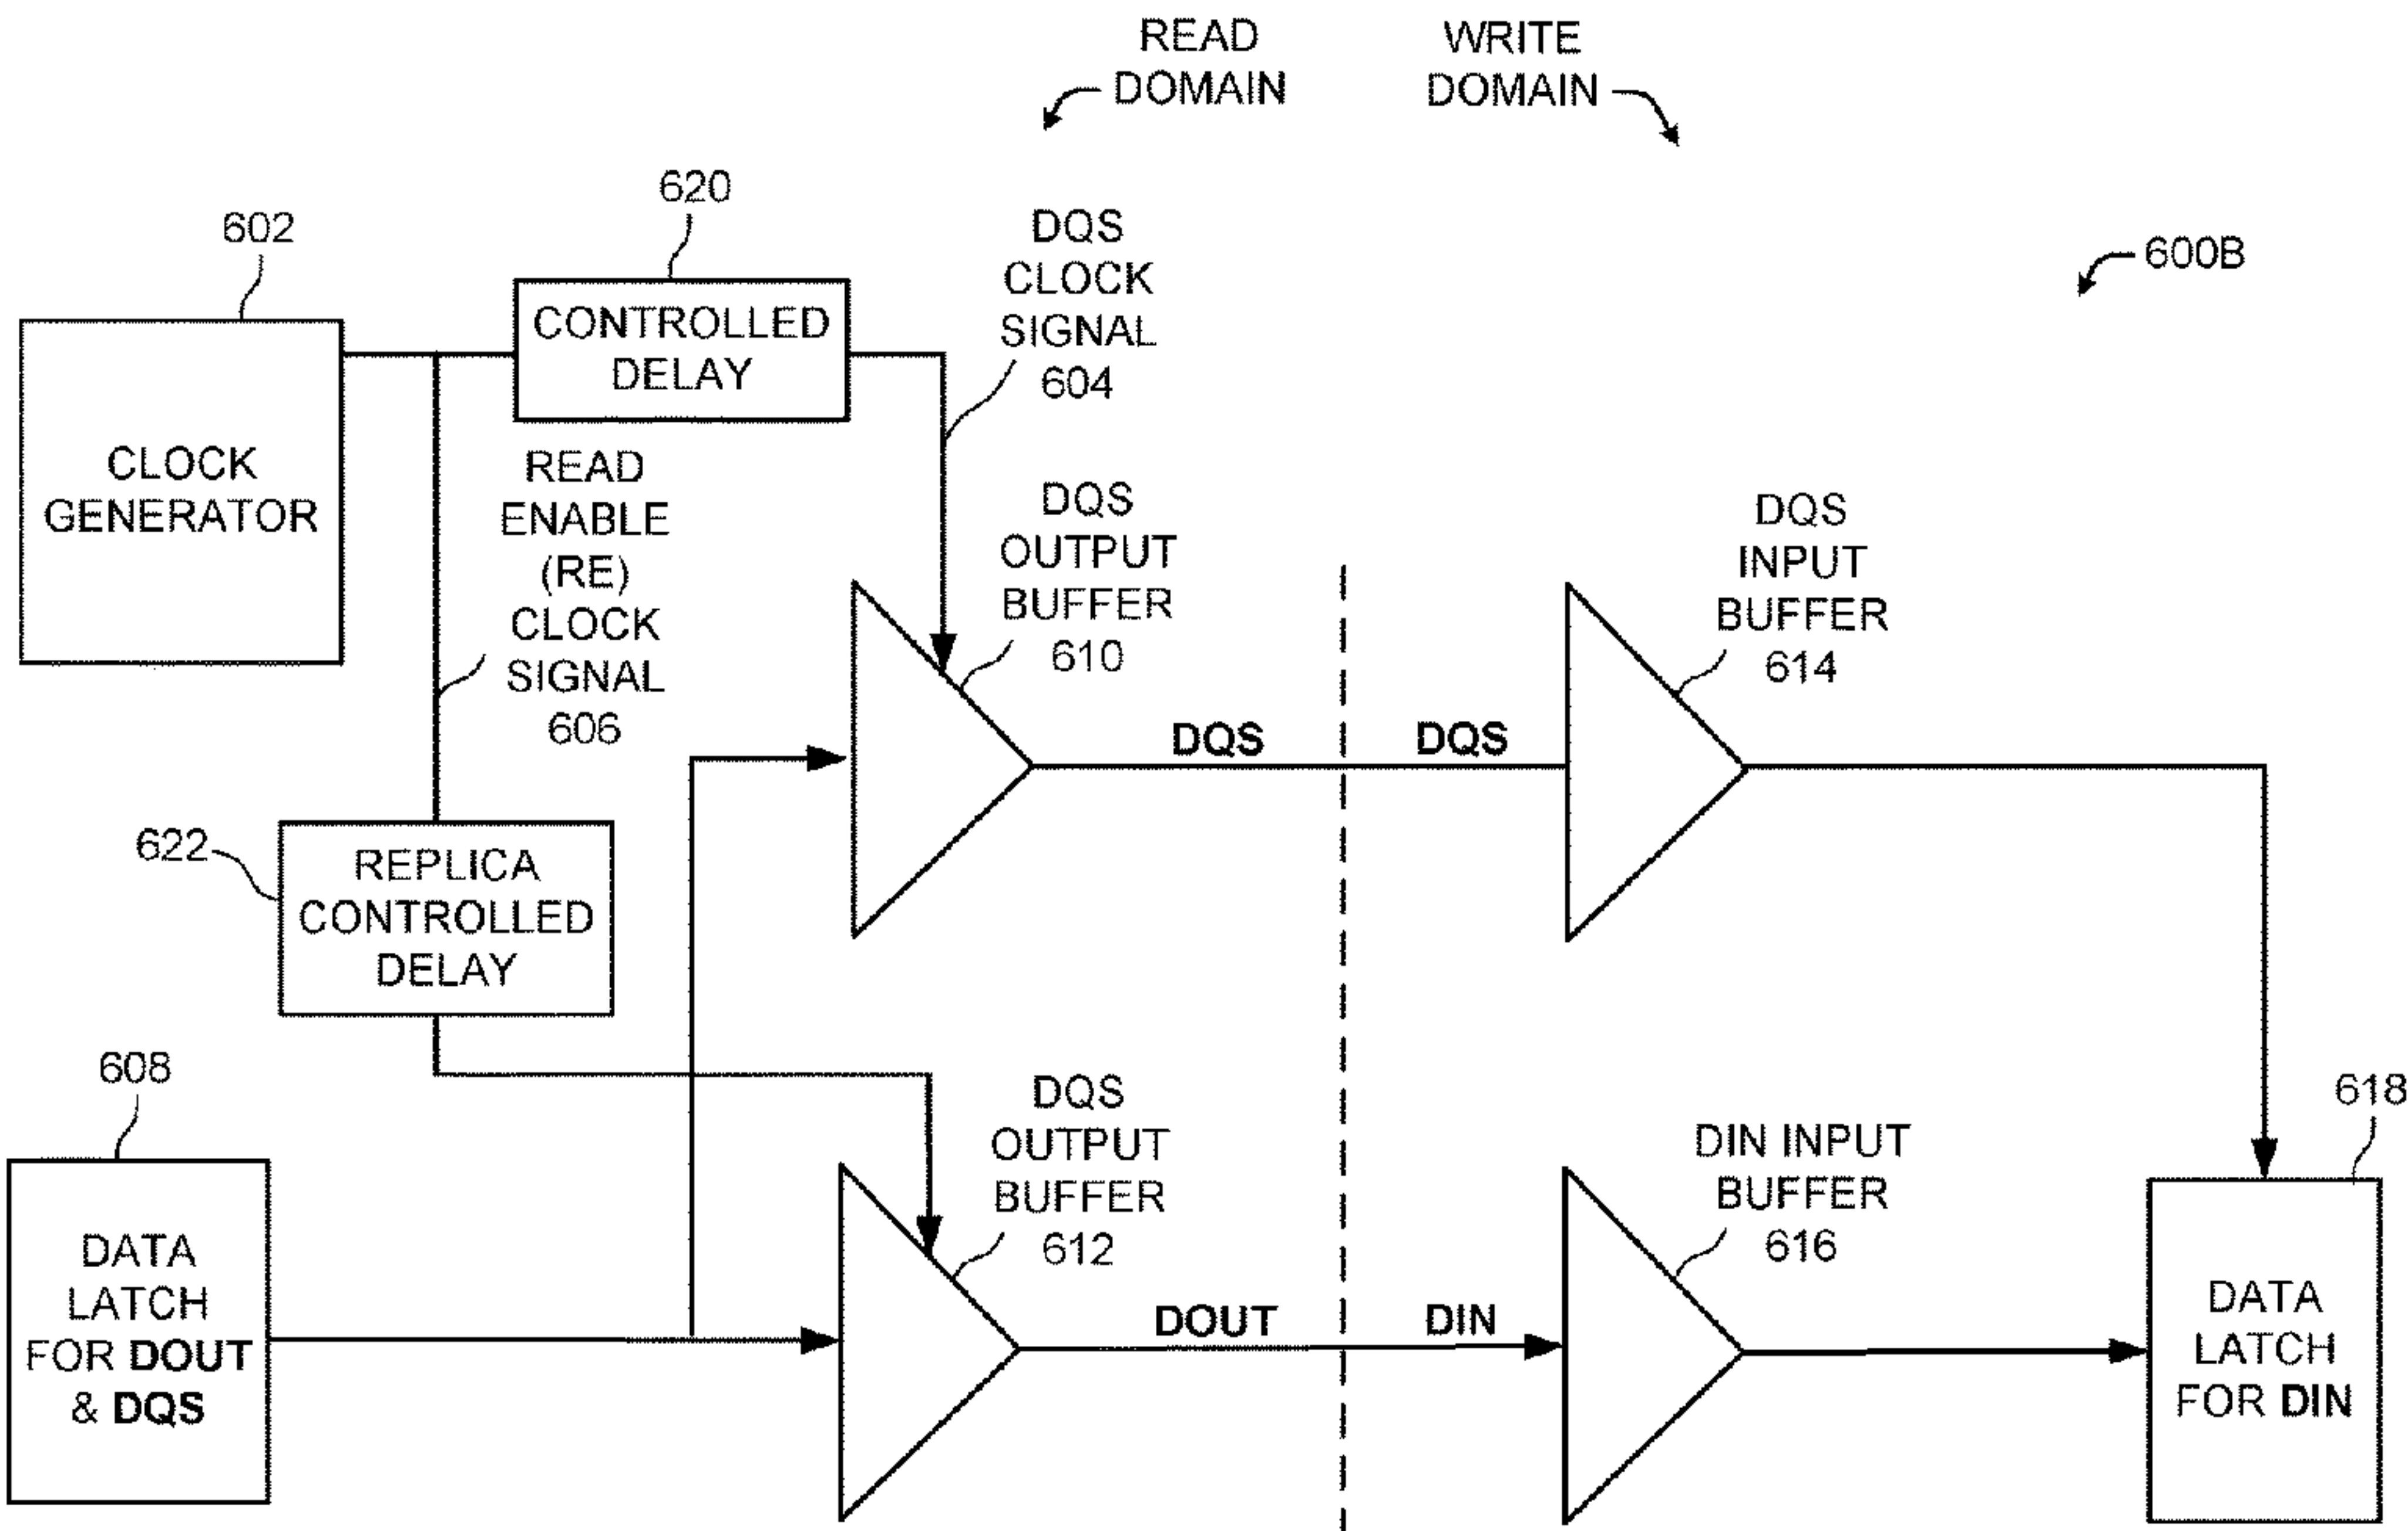 READ
DOMAIN
WRITE
DOMAIN
600B
602
CLOCK
GENERATOR
620
CONTROLLED
DELAY
DQS
CLOCK
SIGNAL
604
READ
ENABLE
(RE)
CLOCK
SIGNAL
606
DQS
OUTPUT
BUFFER
610
DQS
INPUT
BUFFER
614
DQS
DQS
622
REPLICA
CONTROLLED
DELAY
608
DATA
LATCH
FOR DOUT
& DQS
DQS
OUTPUT
BUFFER
612
DOUT
DIN
DIN INPUT
BUFFER
616
618
DATA
LATCH
FOR DIN